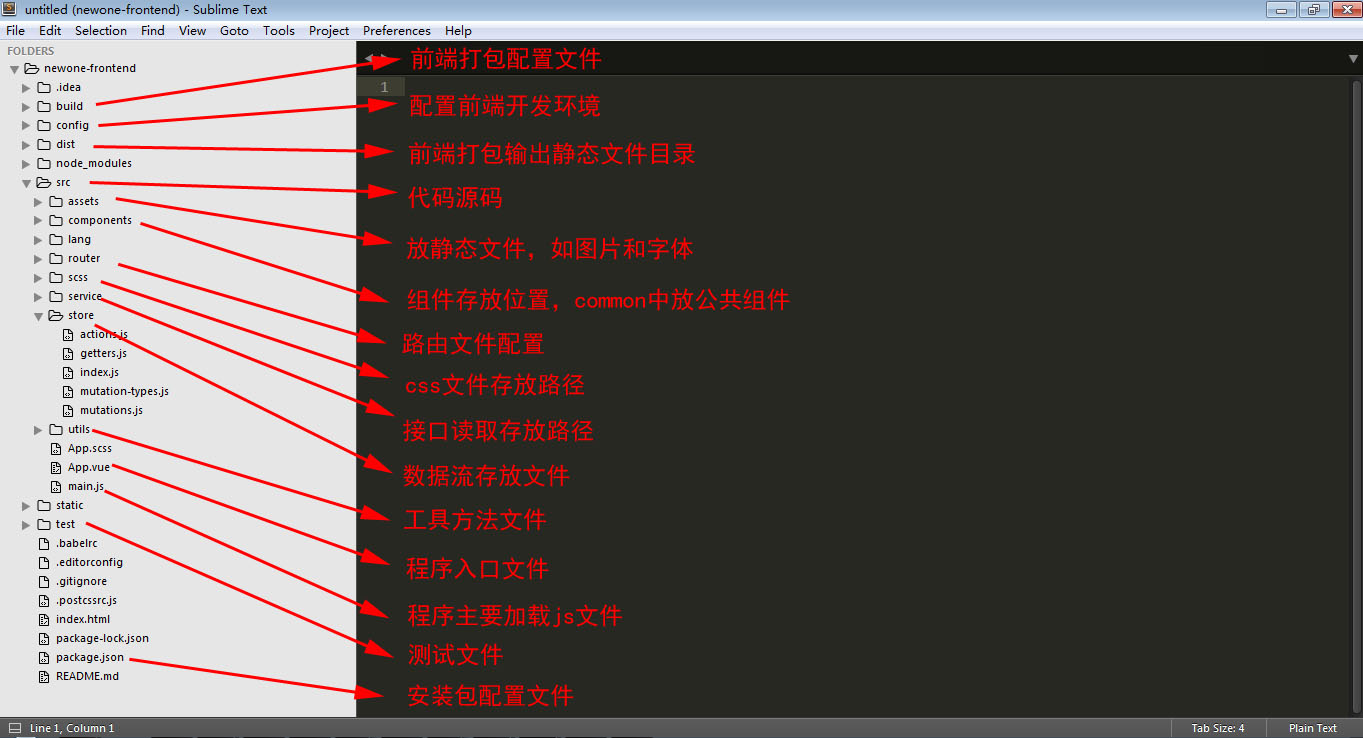 untitled (newone-frontend) - Sublime Text
File Edit Selection Find View Goto Tools Project Preferences Help
FOLDERS
newone-frontend
.idea
build
config
dist
node_modules
src
assets
components
lang
router
scss
service
store
actions.js
getters.js
index.js
mutation-types.js
mutations.js
utils
App.scss
App.vue
main.js
static
test
.babelrc
.editorconfig
.gitignore
.postcssrc.js
index.html
package-lock.json
package.json
README.md
1
前端打包配置文件
配置前端开发环境
前端打包输出静态文件目录
代码源码
放静态文件，如图片和字体
组件存放位置，common中放公共组件
路由文件配置
css文件存放路径
接口读取存放路径
数据流存放文件
工具方法文件
程序入口文件
程序主要加载js文件
测试文件
安装包配置文件
Line 1, Column 1 Tab Size: 4 Plain Text